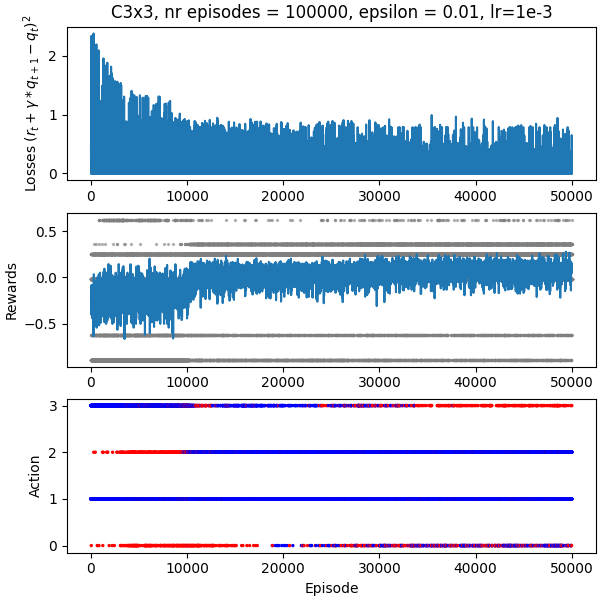 C3x3, nr episodes = 100000, epsilon = 0.01, lr=1e-3
Losses (r_t + γ * q_{t+1} − q_t)^2
2
1
0
0 10000 20000 30000 40000 50000
Rewards
0.5
0.0
−0.5
0 10000 20000 30000 40000 50000
Action
3
2
1
0
0 10000 20000 30000 40000 50000
Episode